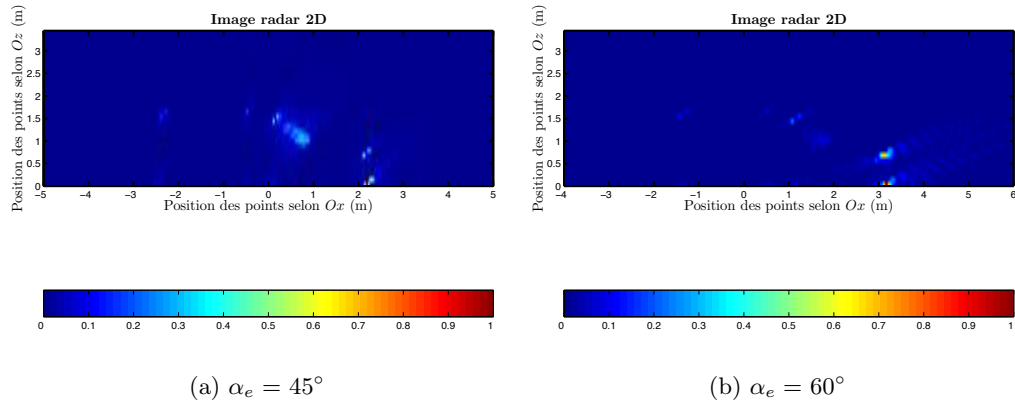 Image radar 2D
Position des points selon Oz (m)
3
2.5
2
1.5
1
0.5
0
−5 −4 −3 −2 −1 0 1 2 3 4 5
Position des points selon Ox (m)
0 0.1 0.2 0.3 0.4 0.5 0.6 0.7 0.8 0.9 1
(a) αe = 45°
Image radar 2D
Position des points selon Oz (m)
3
2.5
2
1.5
1
0.5
0
−4 −3 −2 −1 0 1 2 3 4 5 6
Position des points selon Ox (m)
0 0.1 0.2 0.3 0.4 0.5 0.6 0.7 0.8 0.9 1
(b) αe = 60°